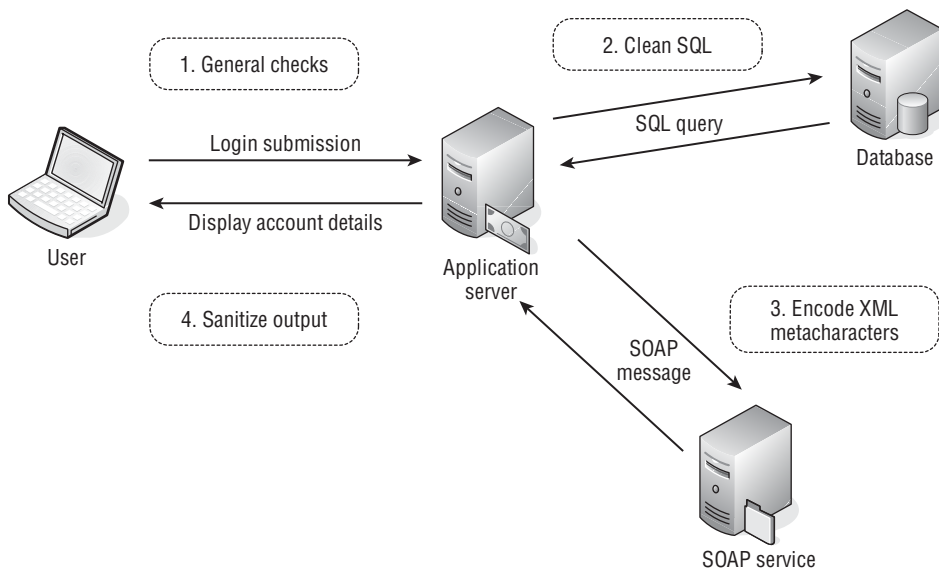 1. General checks
2. Clean SQL
Login submission
SQL query
Database
Display account details
User
Application
server
4. Sanitize output
3. Encode XML
metacharacters
SOAP
message
SOAP service